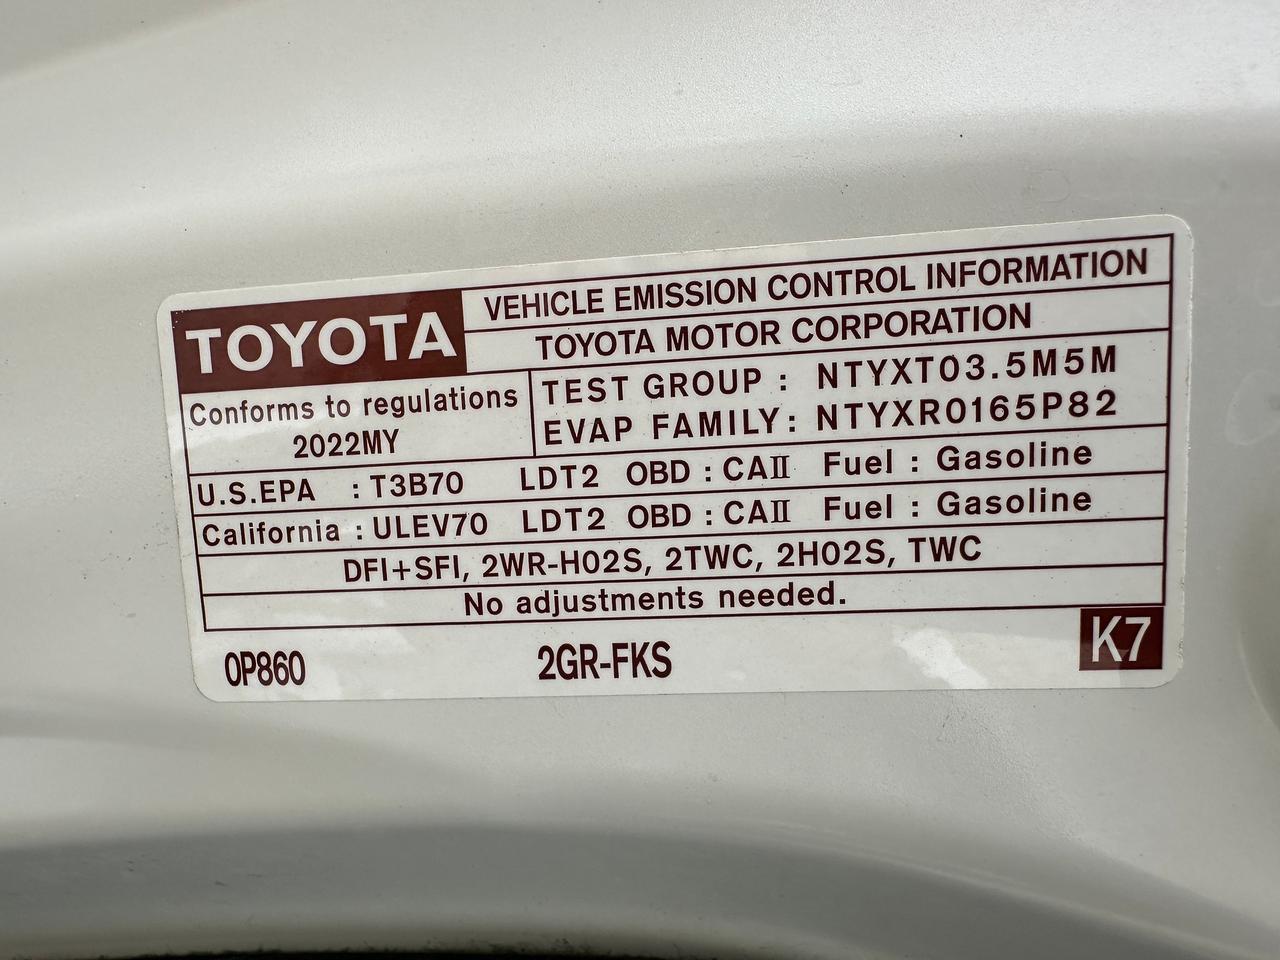 TOYOTA
VEHICLE EMISSION CONTROL INFORMATION
TOYOTA MOTOR CORPORATION
Conforms to regulations
2022MY
TEST GROUP : NTYXT03.5M5M
EVAP FAMILY: NTYXR0165P82
U.S.EPA : T3B70 LDT2 OBD : CAII Fuel : Gasoline
California : ULEV70 LDT2 OBD : CAII Fuel : Gasoline
DFI+SFI, 2WR-HO2S, 2TWC, 2HO2S, TWC
No adjustments needed.
0P860 2GR-FKS K7